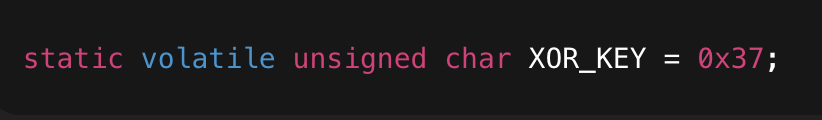 static volatile unsigned char XOR_KEY = 0x37;